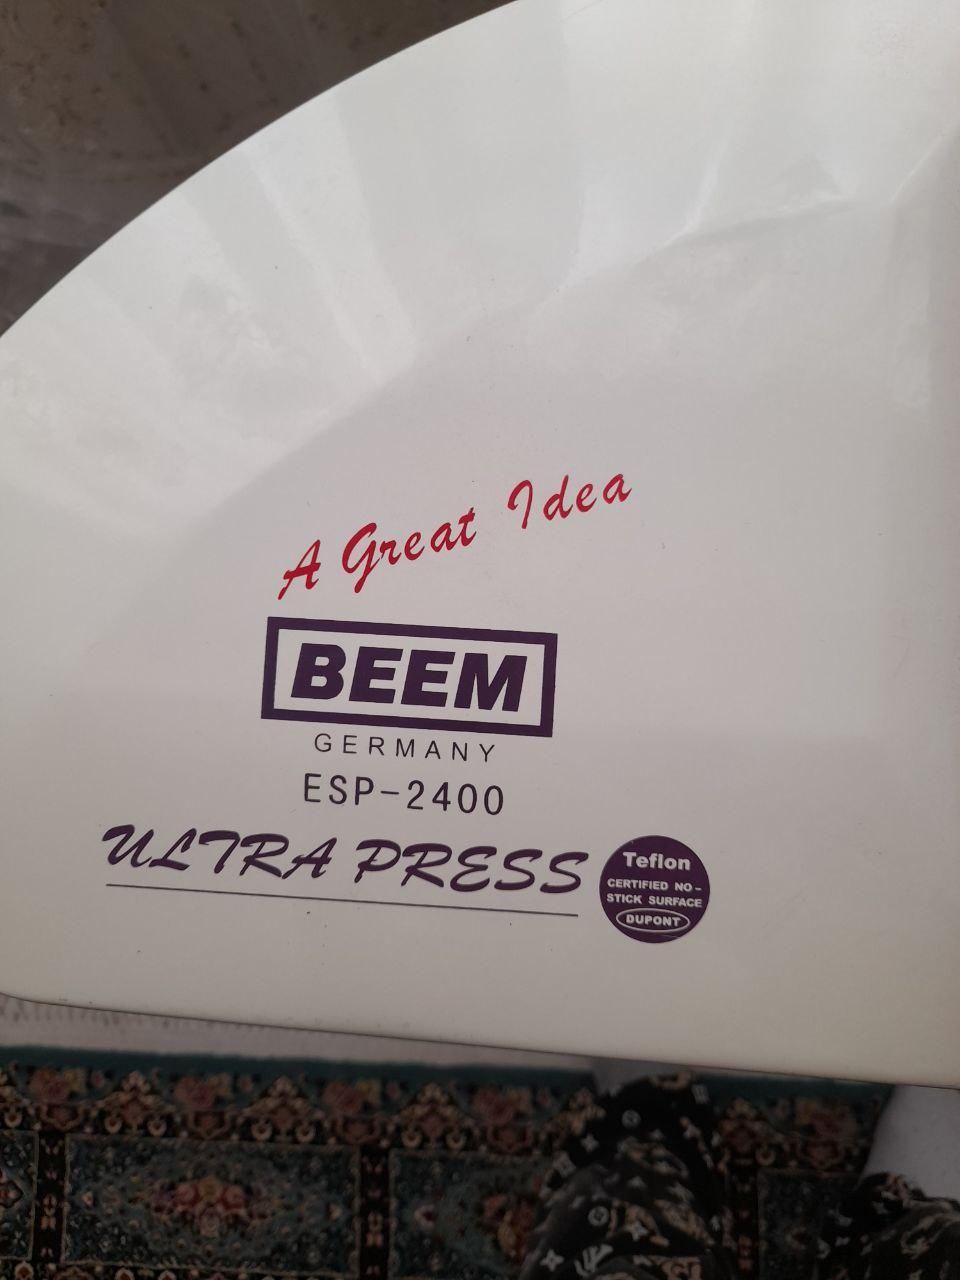 A Great Idea
BEEM
GERMANY
ESP-2400
ULTRA PRESS
Teflon
CERTIFIED NO-
STICK SURFACE
DUPONT